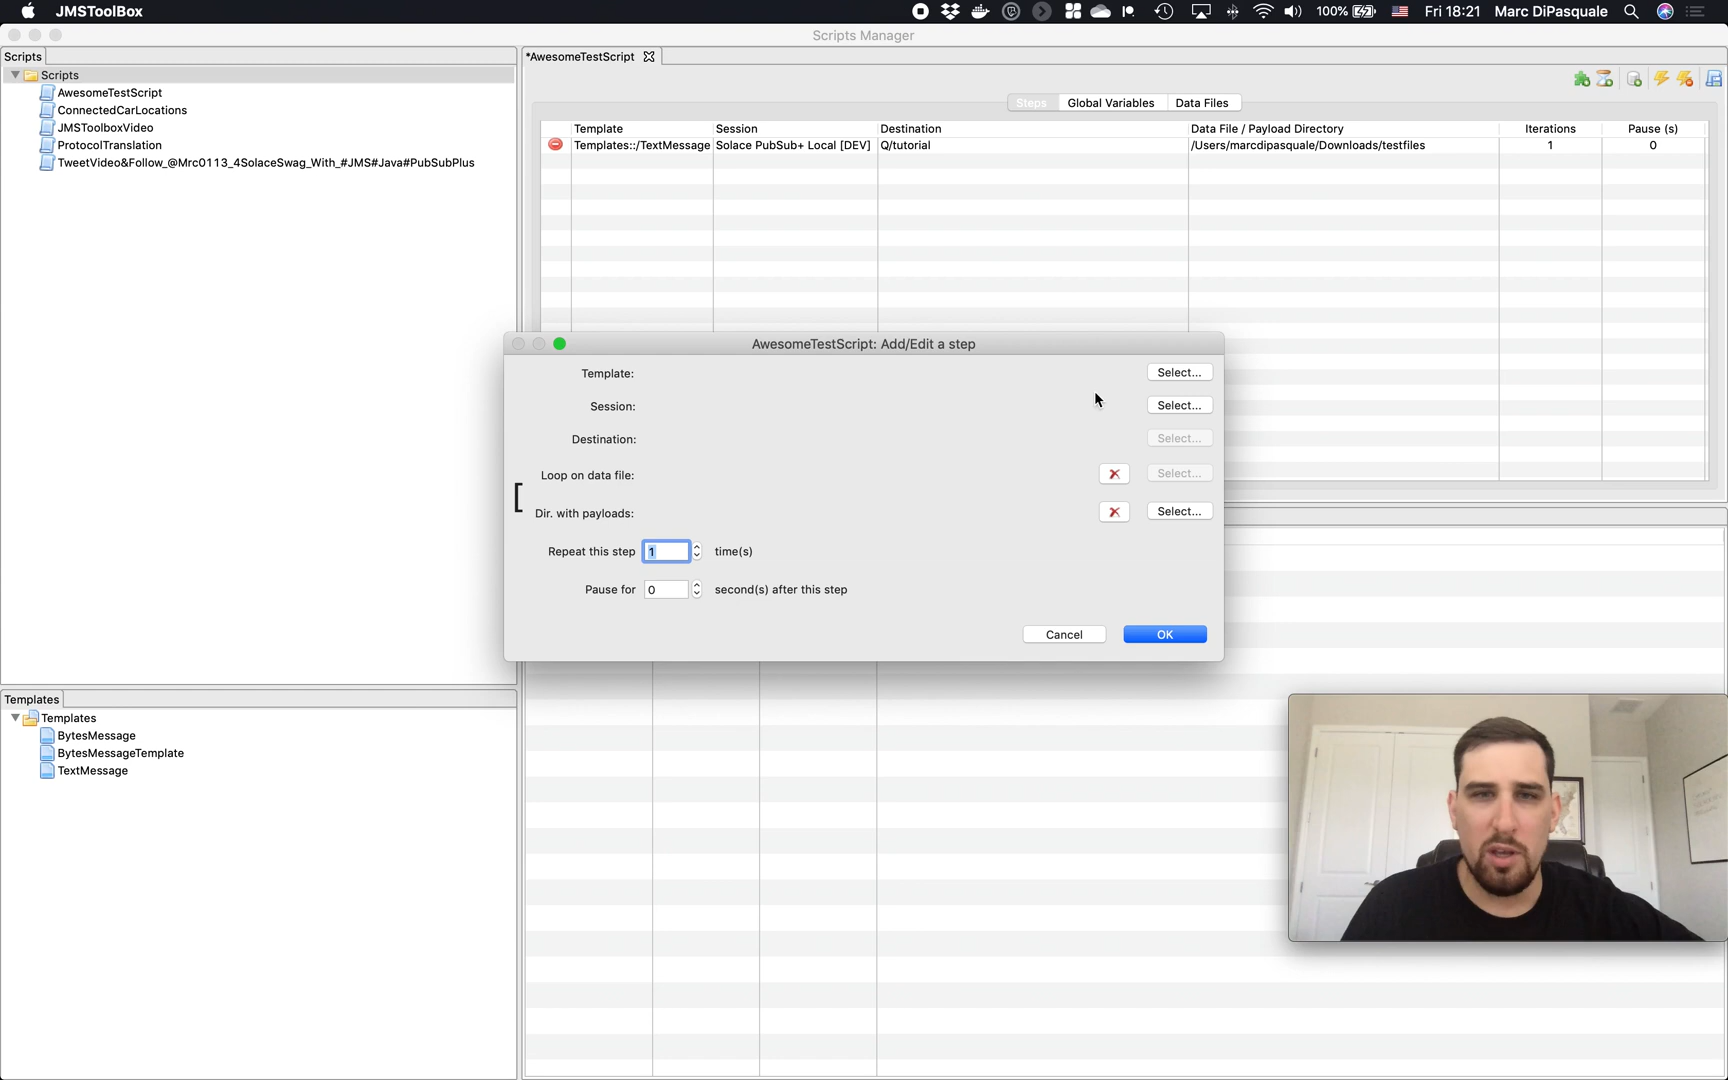 JMSToolBox
100%
Fri 18:21
Marc DiPasquale
Scripts Manager
Scripts
Scripts
AwesomeTestScript
ConnectedCarLocations
JMSToolboxVideo
ProtocolTranslation
TweetVideo&Follow_@Mrc0113_4SolaceSwag_With_#JMS#Java#PubSubPlus
*AwesomeTestScript
Steps
Global Variables
Data Files
Template
Session
Destination
Data File / Payload Directory
Iterations
Pause (s)
Templates::/TextMessage
Solace PubSub+ Local [DEV]
Q/tutorial
/Users/marcdipasquale/Downloads/testfiles
1
0
AwesomeTestScript: Add/Edit a step
Template:
Select...
Session:
Select...
Destination:
Select...
Loop on data file:
Select...
[
Dir. with payloads:
Select...
Repeat this step 1 time(s)
Pause for 0 second(s) after this step
Cancel
OK
Templates
Templates
BytesMessage
BytesMessageTemplate
TextMessage